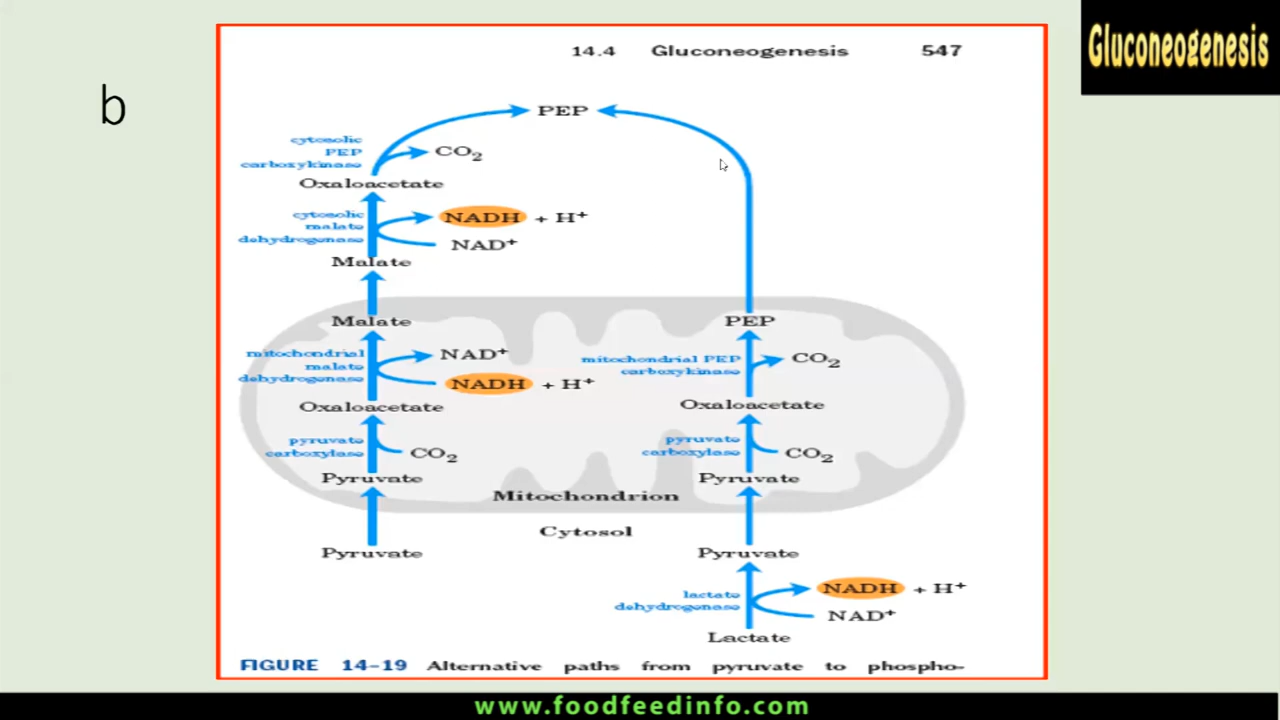 Gluconeogenesis
b
14.4 Gluconeogenesis 547
PEP
cytosolic
PEP
carboxykinase
CO2
Oxaloacetate
cytosolic
malate
dehydrogenase
NADH + H+
NAD+
Malate
Malate
mitochondrial
malate
dehydrogenase
NAD+
NADH + H+
Oxaloacetate
pyruvate
carboxylase
CO2
Pyruvate
Pyruvate
PEP
mitochondrial PEP
carboxykinase
CO2
Oxaloacetate
pyruvate
carboxylase
CO2
Pyruvate
Mitochondrion
Cytosol
Pyruvate
lactate
dehydrogenase
NADH + H+
NAD+
Lactate
FIGURE 14–19 Alternative paths from pyruvate to phospho-
www.foodfeedinfo.com